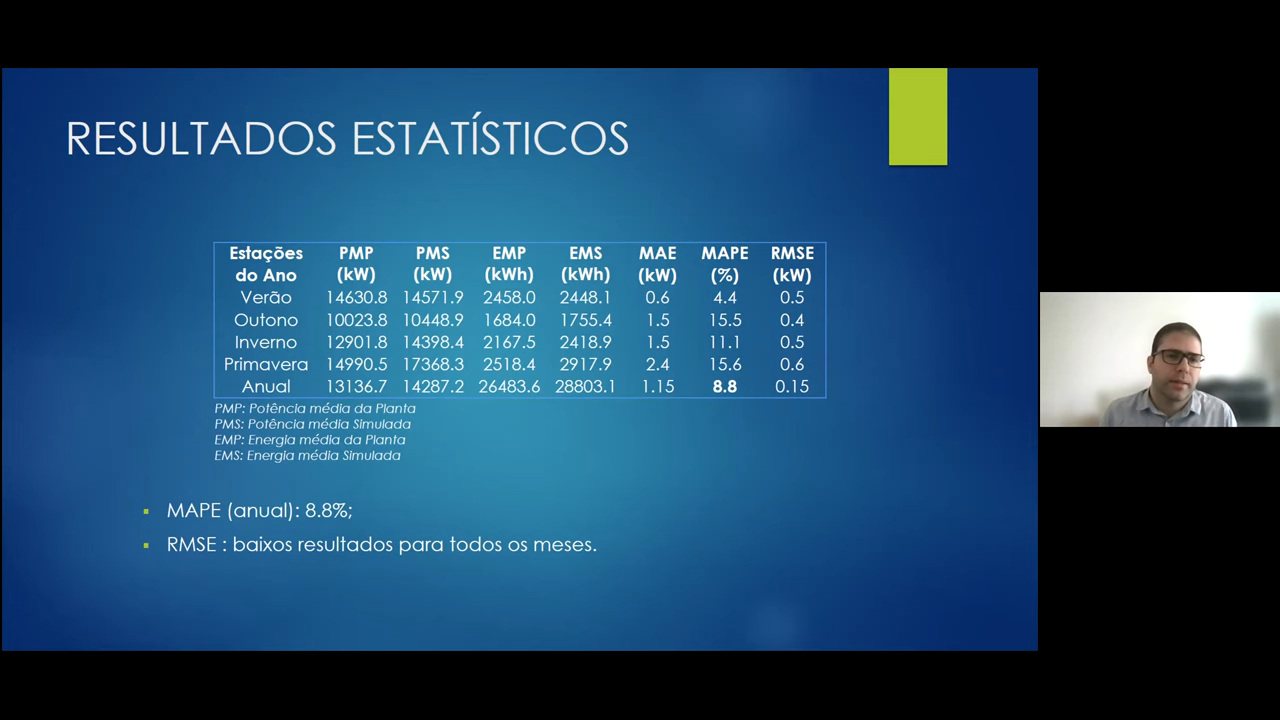 RESULTADOS ESTATÍSTICOS
Estações do Ano PMP (kW) PMS (kW) EMP (kWh) EMS (kWh) MAE (kW) MAPE (%) RMSE (kW)
Verão 14630.8 14571.9 2458.0 2448.1 0.6 4.4 0.5
Outono 10023.8 10448.9 1684.0 1755.4 1.5 15.5 0.4
Inverno 12901.8 14398.4 2167.5 2418.9 1.5 11.1 0.5
Primavera 14990.5 17368.3 2518.4 2917.9 2.4 15.6 0.6
Anual 13136.7 14287.2 26483.6 28803.1 1.15 8.8 0.15
PMP: Potência média da Planta
PMS: Potência média Simulada
EMP: Energia média da Planta
EMS: Energia média Simulada
MAPE (anual): 8.8%;
RMSE : baixos resultados para todos os meses.